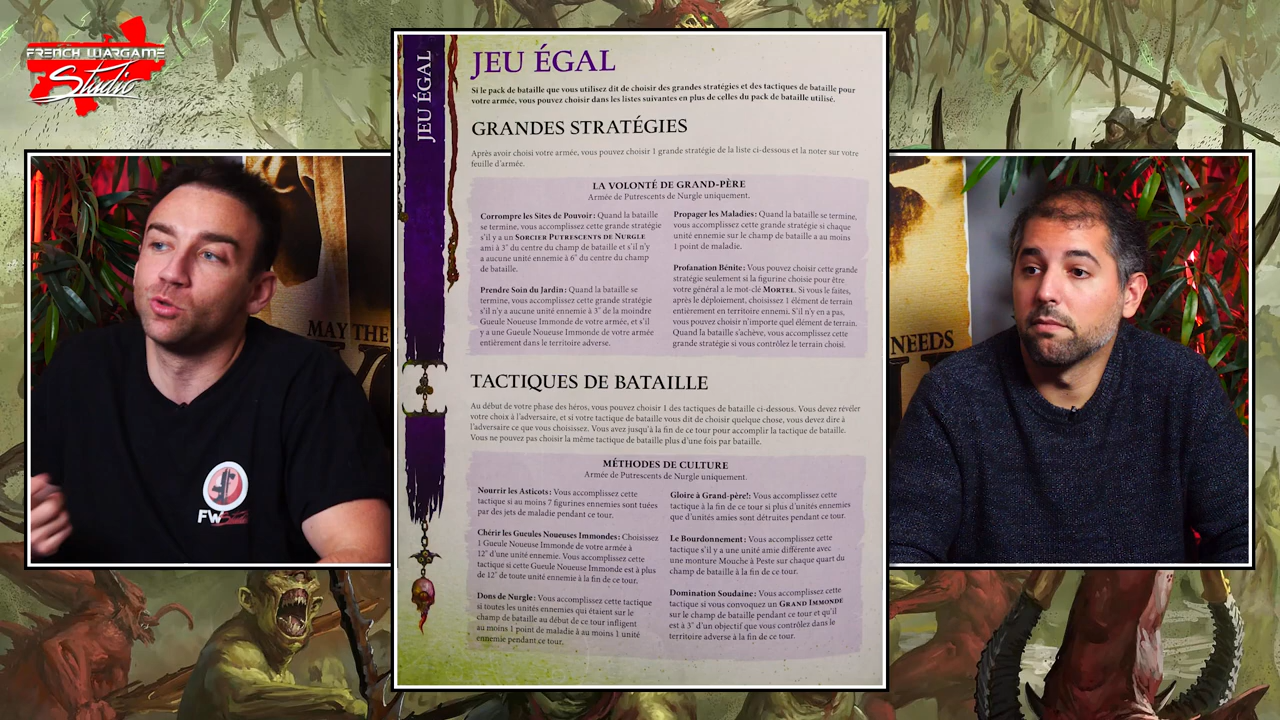 FRENCH WARGAME
Studio
JEU ÉGAL
JEU ÉGAL
Si le pack de bataille que vous utilisez dit de choisir des grandes stratégies et des tactiques de bataille pour
votre armée, vous pouvez choisir dans les listes suivantes en plus de celles du pack de bataille utilisé.
GRANDES STRATÉGIES
Après avoir choisi votre armée, vous pouvez choisir 1 grande stratégie de la liste ci-dessous et la noter sur votre
feuille d'armée.
LA VOLONTÉ DE GRAND-PÈRE
Armée de Putrescents de Nurgle uniquement.
Corrompre les Sites de Pouvoir : Quand la bataille
se termine, vous accomplissez cette grande stratégie
s'il y a un SORCIER PUTRESCENTS DE NURGLE
ami à 3" du centre du champ de bataille et s'il n'y
a aucune unité ennemie à 6" du centre du champ
de bataille.
Prendre Soin du Jardin : Quand la bataille se
termine, vous accomplissez cette grande stratégie
s'il n'y a aucune unité ennemie à 3" de la moindre
Gueule Noueuse Immonde de votre armée, et s'il
y a une Gueule Noueuse Immonde de votre armée
entièrement dans le territoire adverse.
Propager les Maladies : Quand la bataille se termine,
vous accomplissez cette grande stratégie si chaque
unité ennemie sur le champ de bataille a au moins
1 point de maladie.
Profanation Bénite : Vous pouvez choisir cette grande
stratégie seulement si la figurine choisie pour être
votre général a le mot-clé MORTEL. Si vous le faites,
après le déploiement, choisissez 1 élément de terrain
entièrement en territoire ennemi. S'il n'y en a pas,
vous pouvez choisir n'importe quel élément de terrain.
Quand la bataille s'achève, vous accomplissez cette
grande stratégie si vous contrôlez le terrain choisi.
TACTIQUES DE BATAILLE
Au début de votre phase des héros, vous pouvez choisir 1 des tactiques de bataille ci-dessous. Vous devez révéler
votre choix à l'adversaire, et si votre tactique de bataille vous dit de choisir quelque chose, vous devez dire à
l'adversaire ce que vous choisissez. Vous avez jusqu'à la fin de ce tour pour accomplir la tactique de bataille.
Vous ne pouvez pas choisir la même tactique de bataille plus d'une fois par bataille.
MÉTHODES DE CULTURE
Armée de Putrescents de Nurgle uniquement.
Nourrir les Asticots : Vous accomplissez cette
tactique si au moins 7 figurines ennemies sont tuées
par des jets de maladie pendant ce tour.
Chérir les Gueules Noueuses Immondes : Choisissez
1 Gueule Noueuse Immonde de votre armée à
12" d'une unité ennemie. Vous accomplissez cette
tactique si cette Gueule Noueuse Immonde est à plus
de 12" de toute unité ennemie à la fin de ce tour.
Dons de Nurgle : Vous accomplissez cette tactique
si toutes les unités ennemies qui étaient sur le
champ de bataille au début de ce tour infligent
au moins 1 point de maladie à au moins 1 unité
ennemie pendant ce tour.
Gloire à Grand-père! : Vous accomplissez cette
tactique à la fin de ce tour si plus d'unités ennemies
que d'unités amies sont détruites pendant ce tour.
Le Bourdonnement : Vous accomplissez cette
tactique s'il y a une unité amie différente avec
une monture Mouche à Peste sur chaque quart du
champ de bataille à la fin de ce tour.
Domination Soudaine : Vous accomplissez cette
tactique si vous convoquez un GRAND IMMONDE
sur le champ de bataille pendant ce tour et qu'il
est à 3" d'un objectif que vous contrôlez dans le
territoire adverse à la fin de ce tour.
MAY THE
NEEDS
FW